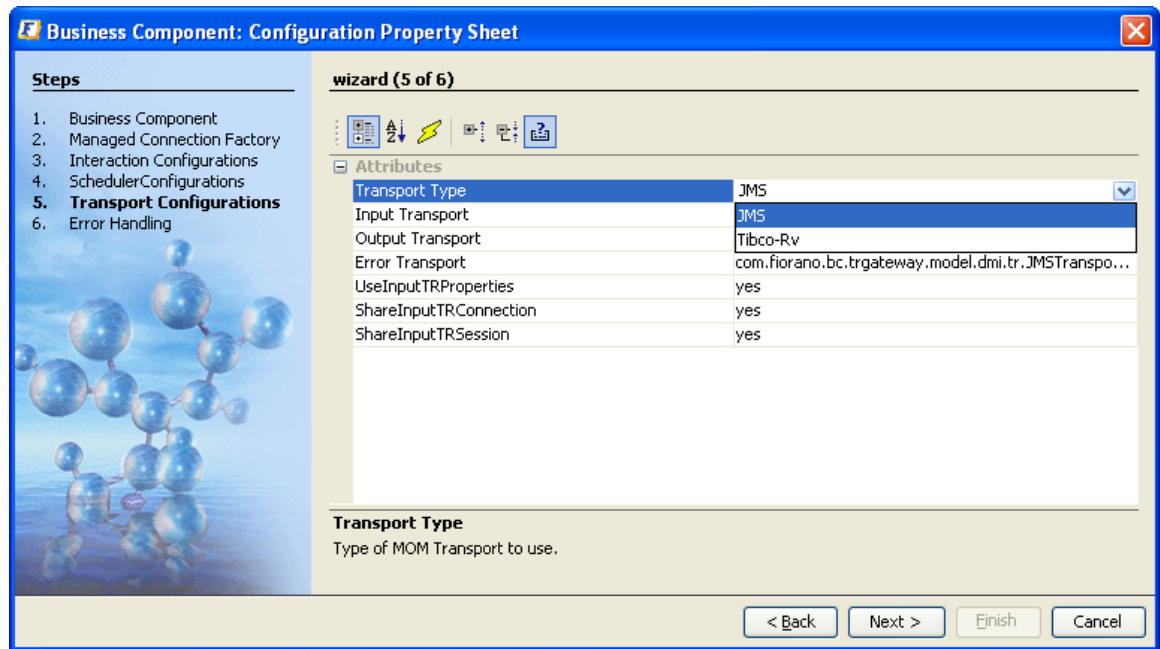 Business Component: Configuration Property Sheet
Steps
1. Business Component
2. Managed Connection Factory
3. Interaction Configurations
4. SchedulerConfigurations
5. Transport Configurations
6. Error Handling
wizard (5 of 6)
Attributes
Transport Type JMS
Input Transport JMS
Output Transport Tibco-Rv
Error Transport com.fiorano.bc.trgateway.model.dmi.tr.JMSTranspo...
UseInputTRProperties yes
ShareInputTRConnection yes
ShareInputTRSession yes
Transport Type
Type of MOM Transport to use.
< Back Next > Finish Cancel